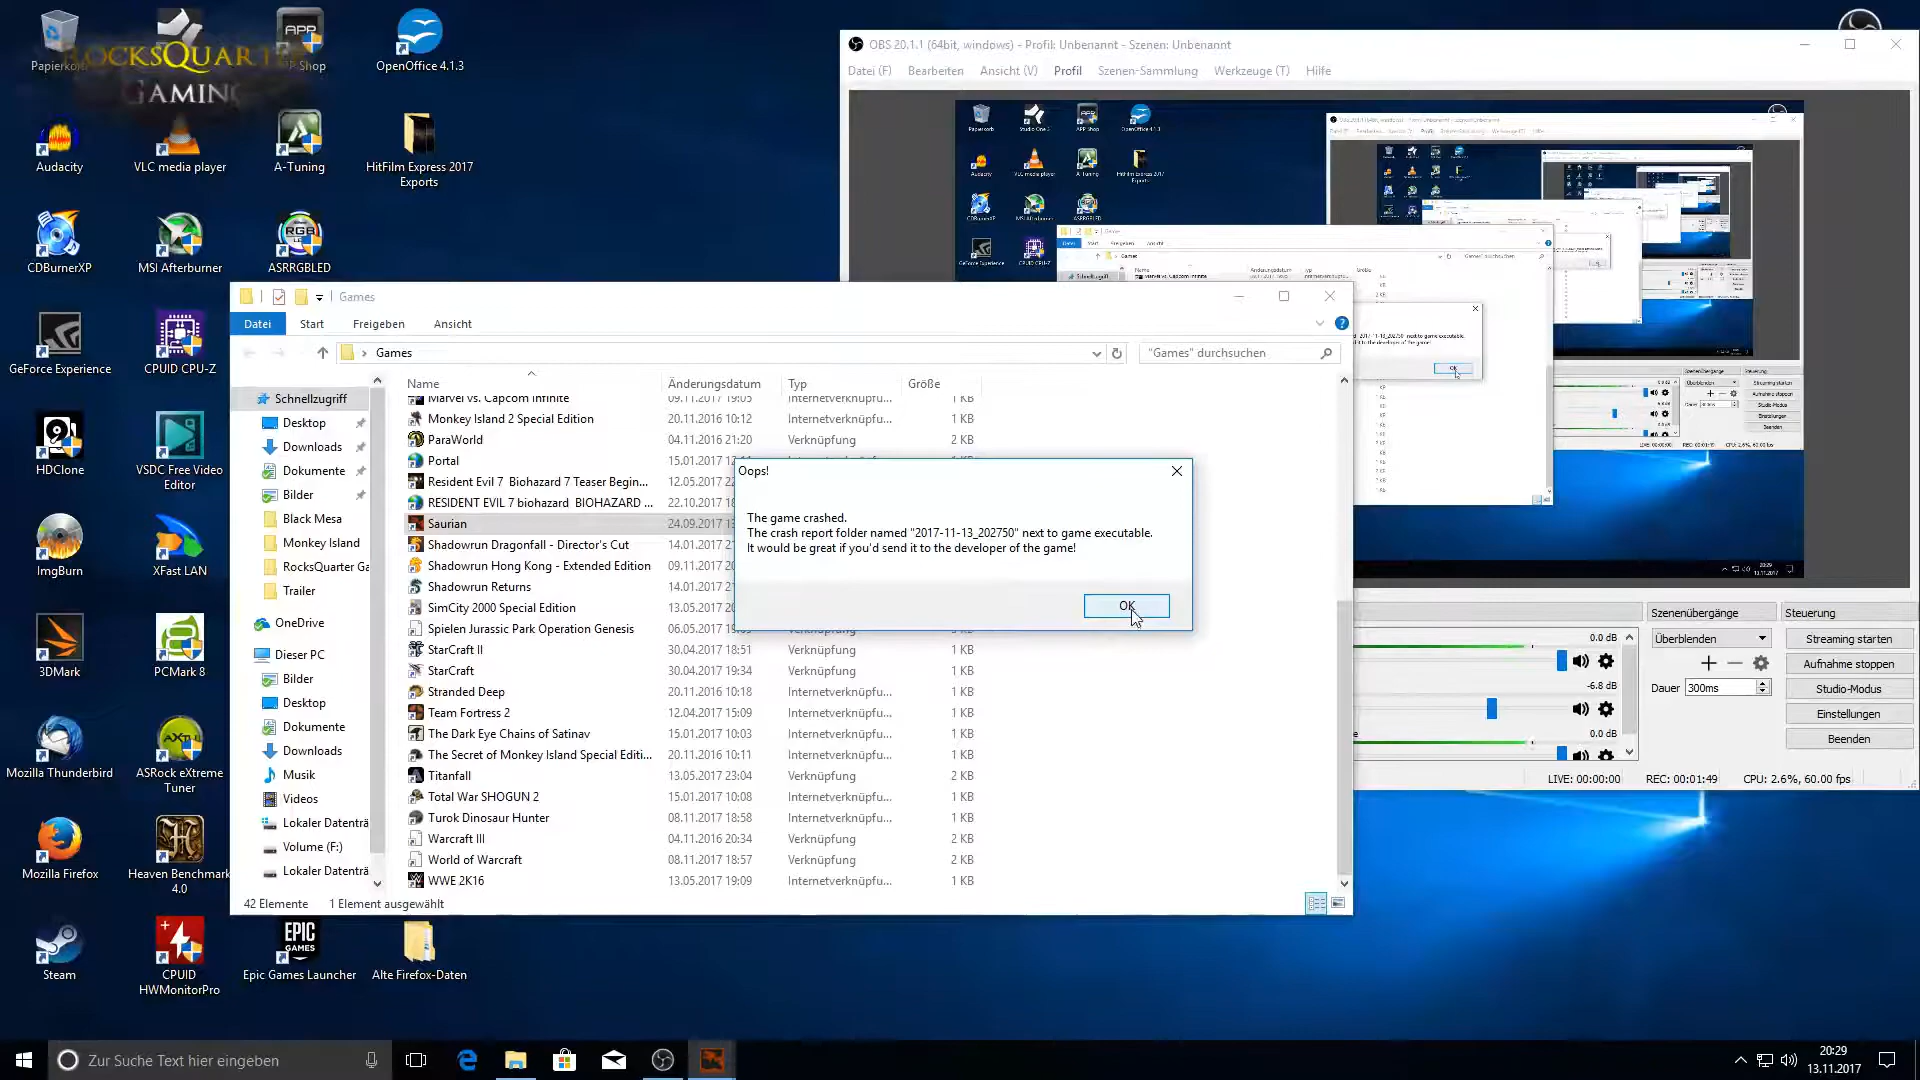 Papierkorb
ROCKSQUARTER
GAMING
APP Shop
OpenOffice 4.1.3
Audacity
VLC media player
A-Tuning
HitFilm Express 2017
Exports
CDBurnerXP
MSI Afterburner
ASRRGBLED
GeForce Experience
CPUID CPU-Z
HDClone
VSDC Free Video
Editor
ImgBurn
XFast LAN
3DMark
PCMark 8
Mozilla Thunderbird
ASRock eXtreme
Tuner
Mozilla Firefox
Heaven Benchmark
4.0
Steam
CPUID
HWMonitorPro
EPIC
GAMES
Epic Games Launcher
Alte Firefox-Daten
OBS 20.1.1 (64bit, windows) - Profil: Unbenannt - Szenen: Unbenannt
Datei (F) Bearbeiten Ansicht (V) Profil Szenen-Sammlung Werkzeuge (T) Hilfe
Games
Datei Start Freigeben Ansicht
Games
"Games" durchsuchen
Schnellzugriff
Desktop
Downloads
Dokumente
Bilder
Black Mesa
Monkey Island
RocksQuarter Ga
Trailer
OneDrive
Dieser PC
Bilder
Desktop
Dokumente
Downloads
Musik
Videos
Lokaler Datenträ
Volume (F:)
Lokaler Datenträ
Name Änderungsdatum Typ Größe
Marvel vs. Capcom Infinite 09.11.2017 19:05 Internetverknüpfu... 1 KB
Monkey Island 2 Special Edition 20.11.2016 10:12 Internetverknüpfu... 1 KB
ParaWorld 04.11.2016 21:20 Verknüpfung 2 KB
Portal 15.01.2017
Resident Evil 7 Biohazard 7 Teaser Begin... 12.05.2017 22
RESIDENT EVIL 7 biohazard BIOHAZARD ... 22.10.2017
Saurian 24.09.2017
Shadowrun Dragonfall - Director's Cut 14.01.2017
Shadowrun Hong Kong - Extended Edition 09.11.2017 20
Shadowrun Returns 14.01.2017
SimCity 2000 Special Edition 13.05.2017 20
Spielen Jurassic Park Operation Genesis 06.05.2017 Verknüpfung
StarCraft II 30.04.2017 18:51 Verknüpfung 1 KB
StarCraft 30.04.2017 19:34 Verknüpfung 1 KB
Stranded Deep 20.11.2016 10:18 Internetverknüpfu... 1 KB
Team Fortress 2 12.04.2017 15:09 Internetverknüpfu... 1 KB
The Dark Eye Chains of Satinav 15.01.2017 10:03 Internetverknüpfu... 1 KB
The Secret of Monkey Island Special Editi... 20.11.2016 10:11 Internetverknüpfu... 1 KB
Titanfall 13.05.2017 23:04 Verknüpfung 2 KB
Total War SHOGUN 2 15.01.2017 10:08 Internetverknüpfu... 1 KB
Turok Dinosaur Hunter 08.11.2017 18:58 Internetverknüpfu... 1 KB
Warcraft III 04.11.2016 20:34 Verknüpfung 2 KB
World of Warcraft 08.11.2017 18:57 Verknüpfung 2 KB
WWE 2K16 13.05.2017 19:09 Internetverknüpfu... 1 KB
42 Elemente 1 Element ausgewählt
Oops!
The game crashed.
The crash report folder named "2017-11-13_202750" next to game executable.
It would be great if you'd send it to the developer of the game!
OK
0.0 dB
-6.8 dB
0.0 dB
Szenenübergänge
Überblenden
Dauer 300ms
Steuerung
Streaming starten
Aufnahme stoppen
Studio-Modus
Einstellungen
Beenden
LIVE: 00:00:00 REC: 00:01:49 CPU: 2.6%, 60.00 fps
Zur Suche Text hier eingeben
20:29
13.11.2017